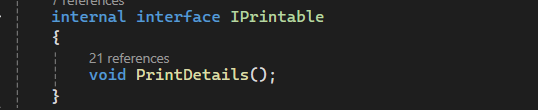 7 references
internal interface IPrintable
{
21 references
void PrintDetails();
}